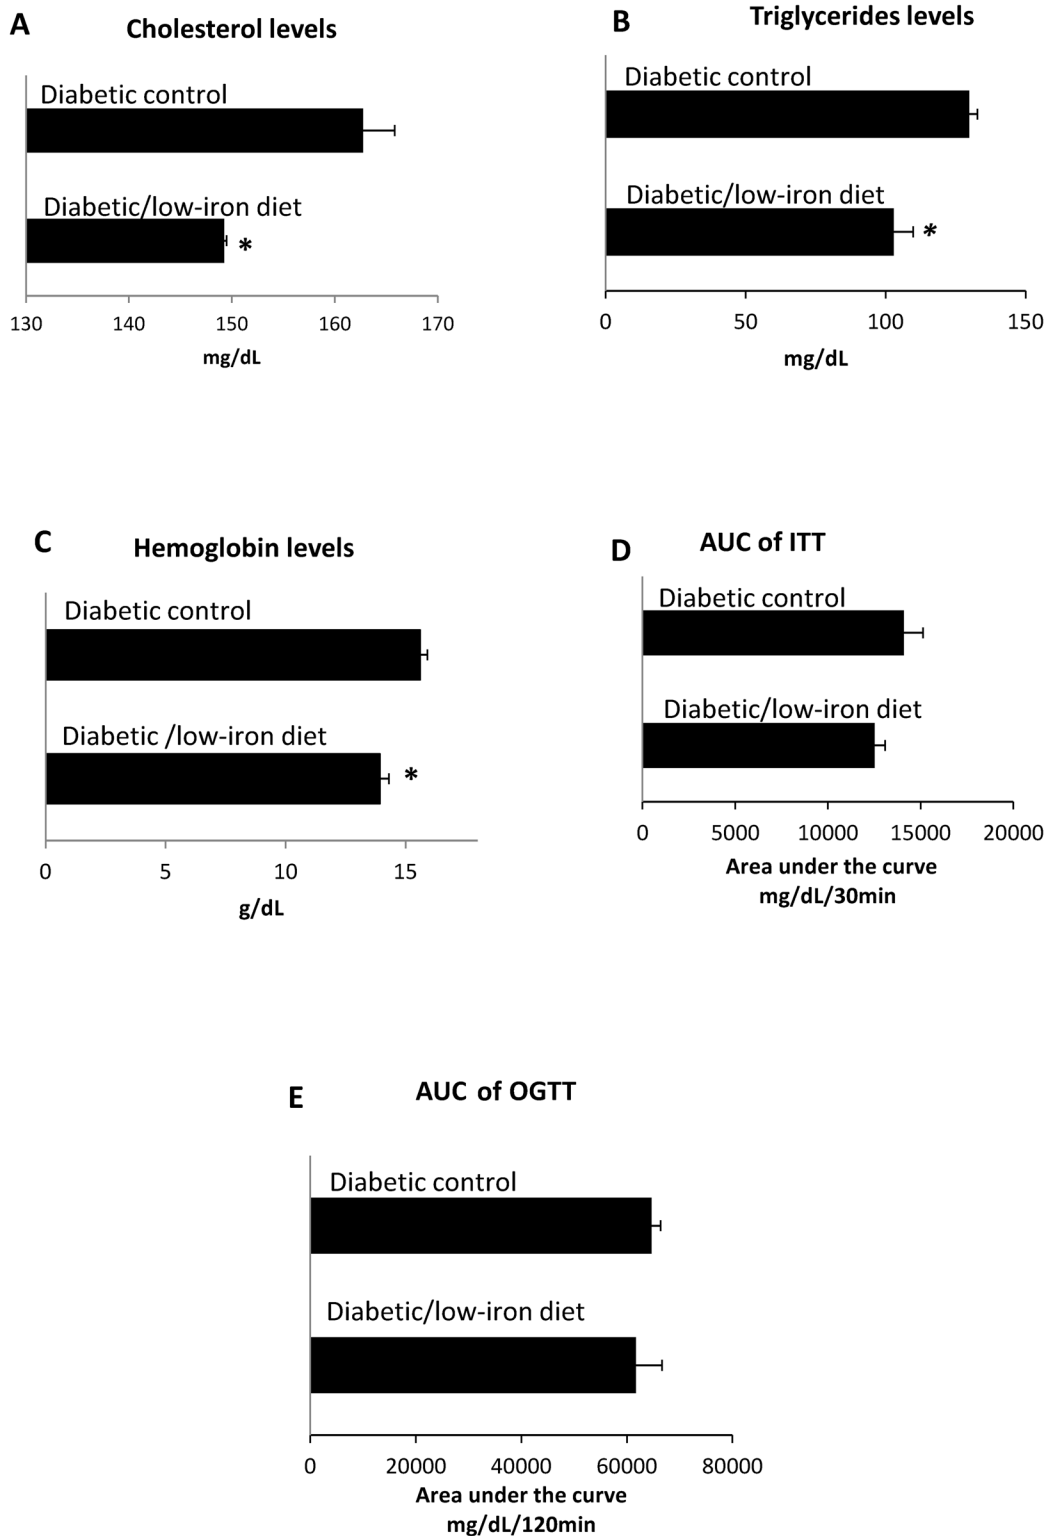 A
Cholesterol levels
Diabetic control
Diabetic/low-iron diet
*
130 140 150 160 170
mg/dL
B
Triglycerides levels
Diabetic control
Diabetic/low-iron diet
*
0 50 100 150
mg/dL
C
Hemoglobin levels
Diabetic control
Diabetic /low-iron diet
*
0 5 10 15
g/dL
D
AUC of ITT
Diabetic control
Diabetic/low-iron diet
0 5000 10000 15000 20000
Area under the curve
mg/dL/30min
E
AUC of OGTT
Diabetic control
Diabetic/low-iron diet
0 20000 40000 60000 80000
Area under the curve
mg/dL/120min